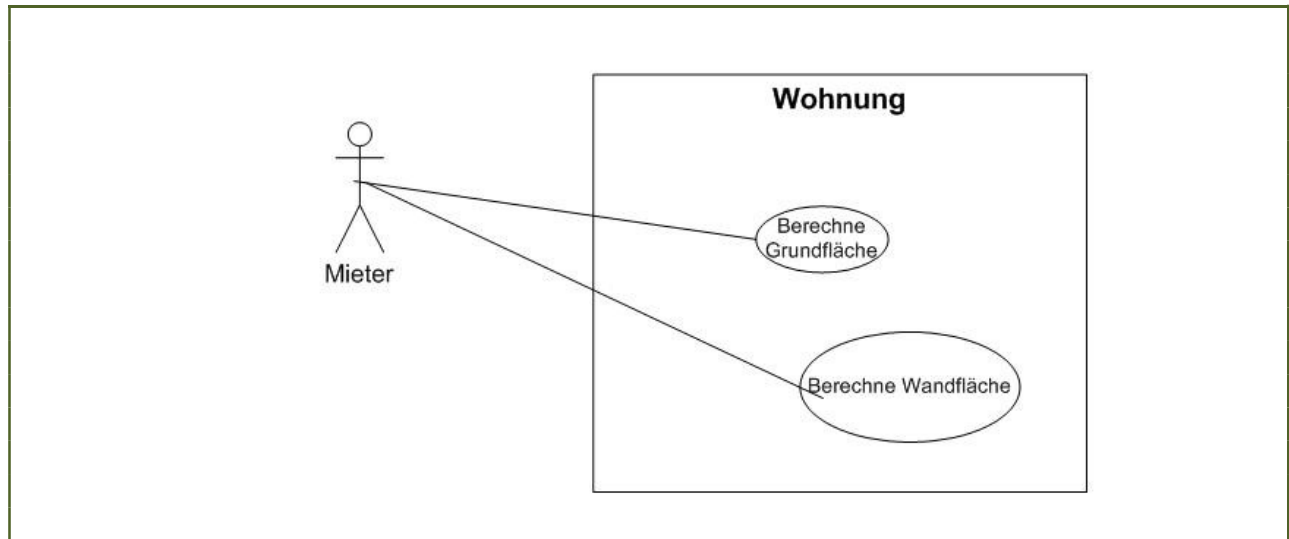 Wohnung
Mieter
Berechne
Grundfläche
Berechne Wandfläche